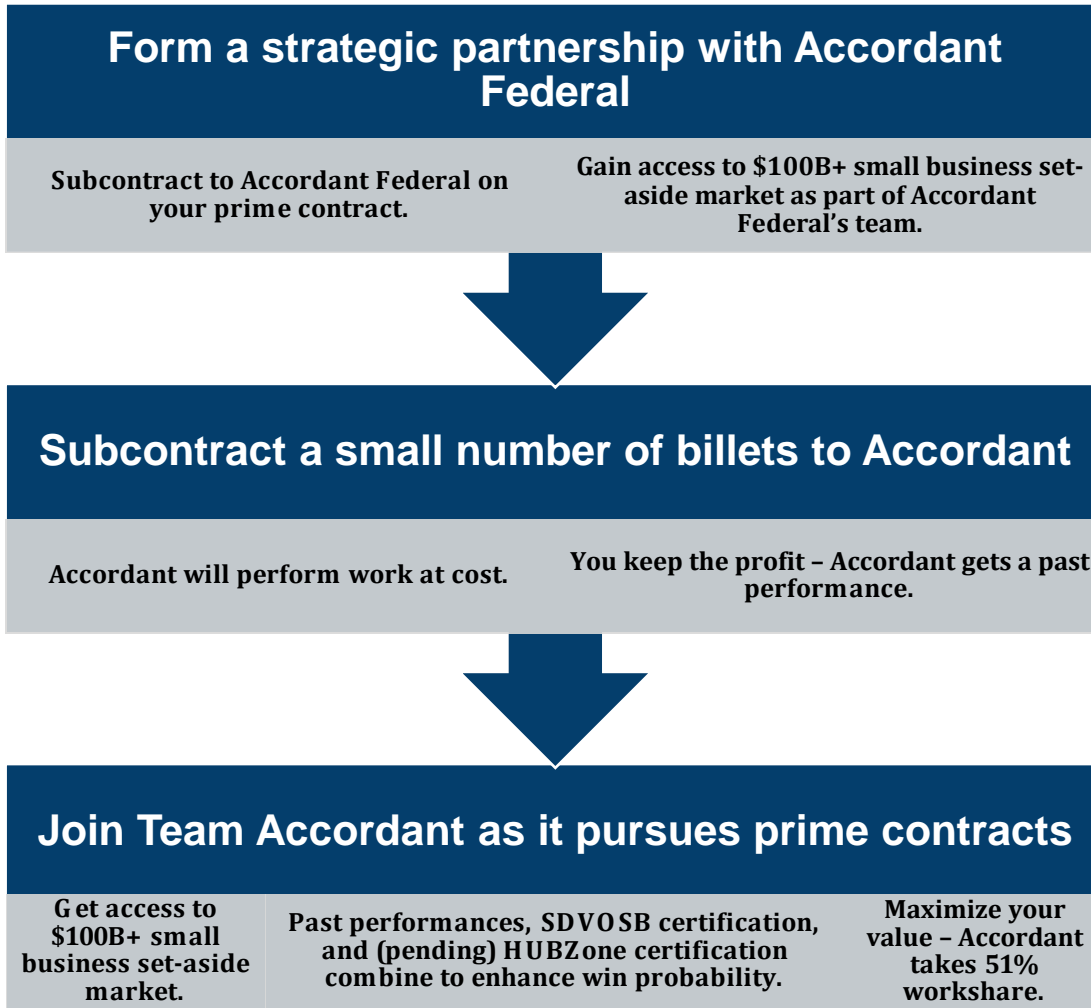 Form a strategic partnership with Accordant
Federal
Subcontract to Accordant Federal on
your prime contract.
Gain access to $100B+ small business set-
aside market as part of Accordant
Federal’s team.
Subcontract a small number of billets to Accordant
Accordant will perform work at cost.
You keep the profit – Accordant gets a past
performance.
Join Team Accordant as it pursues prime contracts
Get access to
$100B+ small
business set-aside
market.
Past performances, SDVOSB certification,
and (pending) HUBZone certification
combine to enhance win probability.
Maximize your
value – Accordant
takes 51%
workshare.